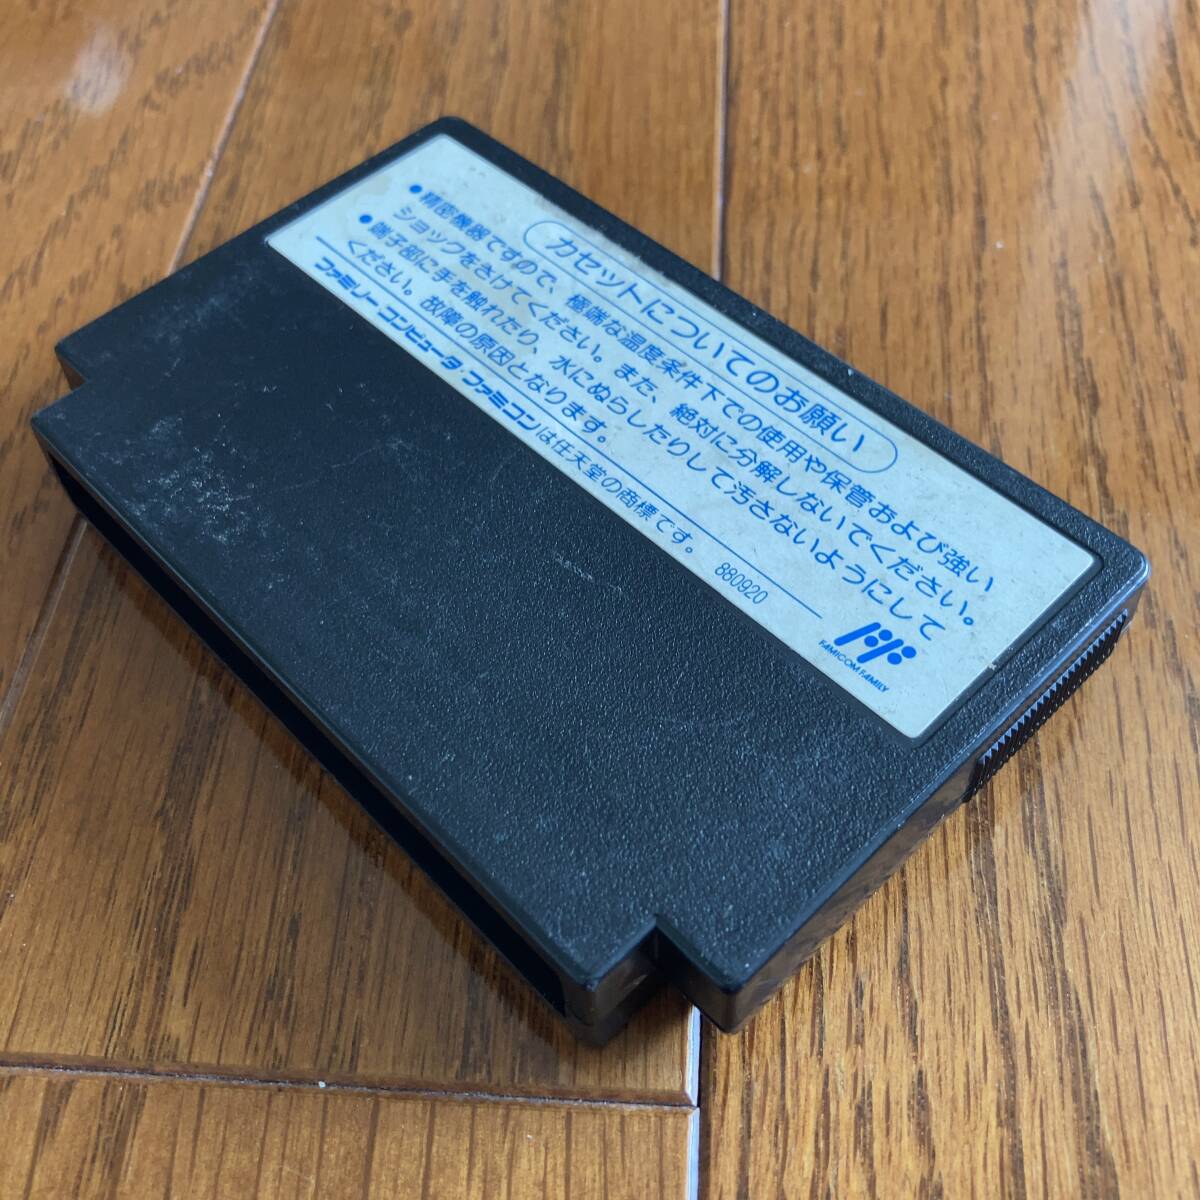 カセットについてのお願い
●精密機器ですので、極端な温度条件下での使用や保管および強い
ショックをさけてください。また、絶対に分解しないでください。
●端子部に手を触れたり、水にぬらしたりして汚さないようにして
ください。故障の原因となります。
ファミリーコンピュータ・ファミコンは任天堂の商標です。 880920
FAMICOM FAMILY